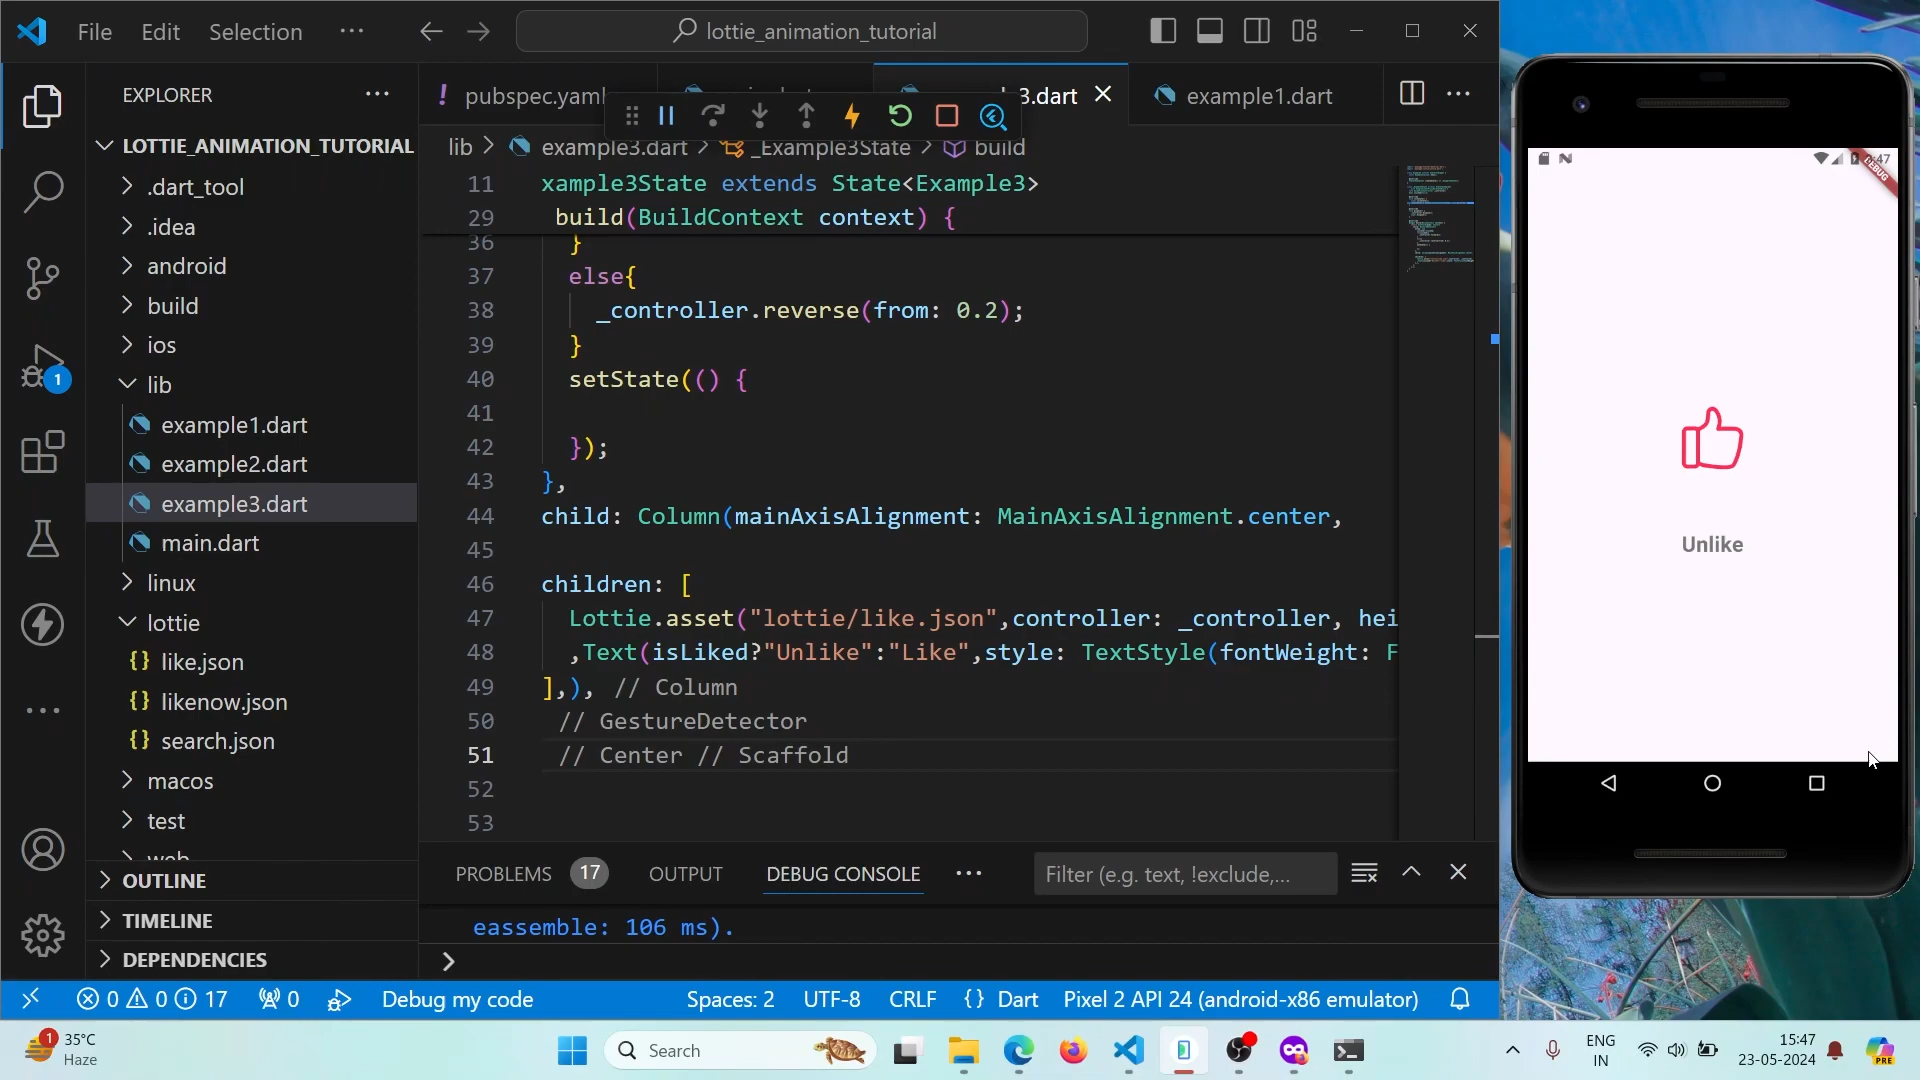 File Edit Selection ··· lottie_animation_tutorial
EXPLORER
LOTTIE_ANIMATION_TUTORIAL
.dart_tool
.idea
android
build
ios
lib
example1.dart
example2.dart
example3.dart
main.dart
linux
lottie
like.json
likenow.json
search.json
macos
test
OUTLINE
TIMELINE
DEPENDENCIES
1
! pubspec.yaml
3.dart
example1.dart
lib > example3.dart > _Example3State > build
11 xample3State extends State<Example3>
29 build(BuildContext context) {
36 }
37 else{
38 _controller.reverse(from: 0.2);
39 }
40 setState(() {
41
42 });
43 },
44 child: Column(mainAxisAlignment: MainAxisAlignment.center,
45
46 children: [
47 Lottie.asset("lottie/like.json",controller: _controller, hei
48 ,Text(isLiked?"Unlike":"Like",style: TextStyle(fontWeight: F
49 ],), // Column
50 // GestureDetector
51 // Center // Scaffold
52
53
PROBLEMS 17 OUTPUT DEBUG CONSOLE ··· Filter (e.g. text, !exclude,...
eassemble: 106 ms).
0 0 17 0 Debug my code Spaces: 2 UTF-8 CRLF {} Dart Pixel 2 API 24 (android-x86 emulator)
DEBUG
Unlike
1 35°C
Haze
Search
PRE
ENG
IN
15:47
23-05-2024